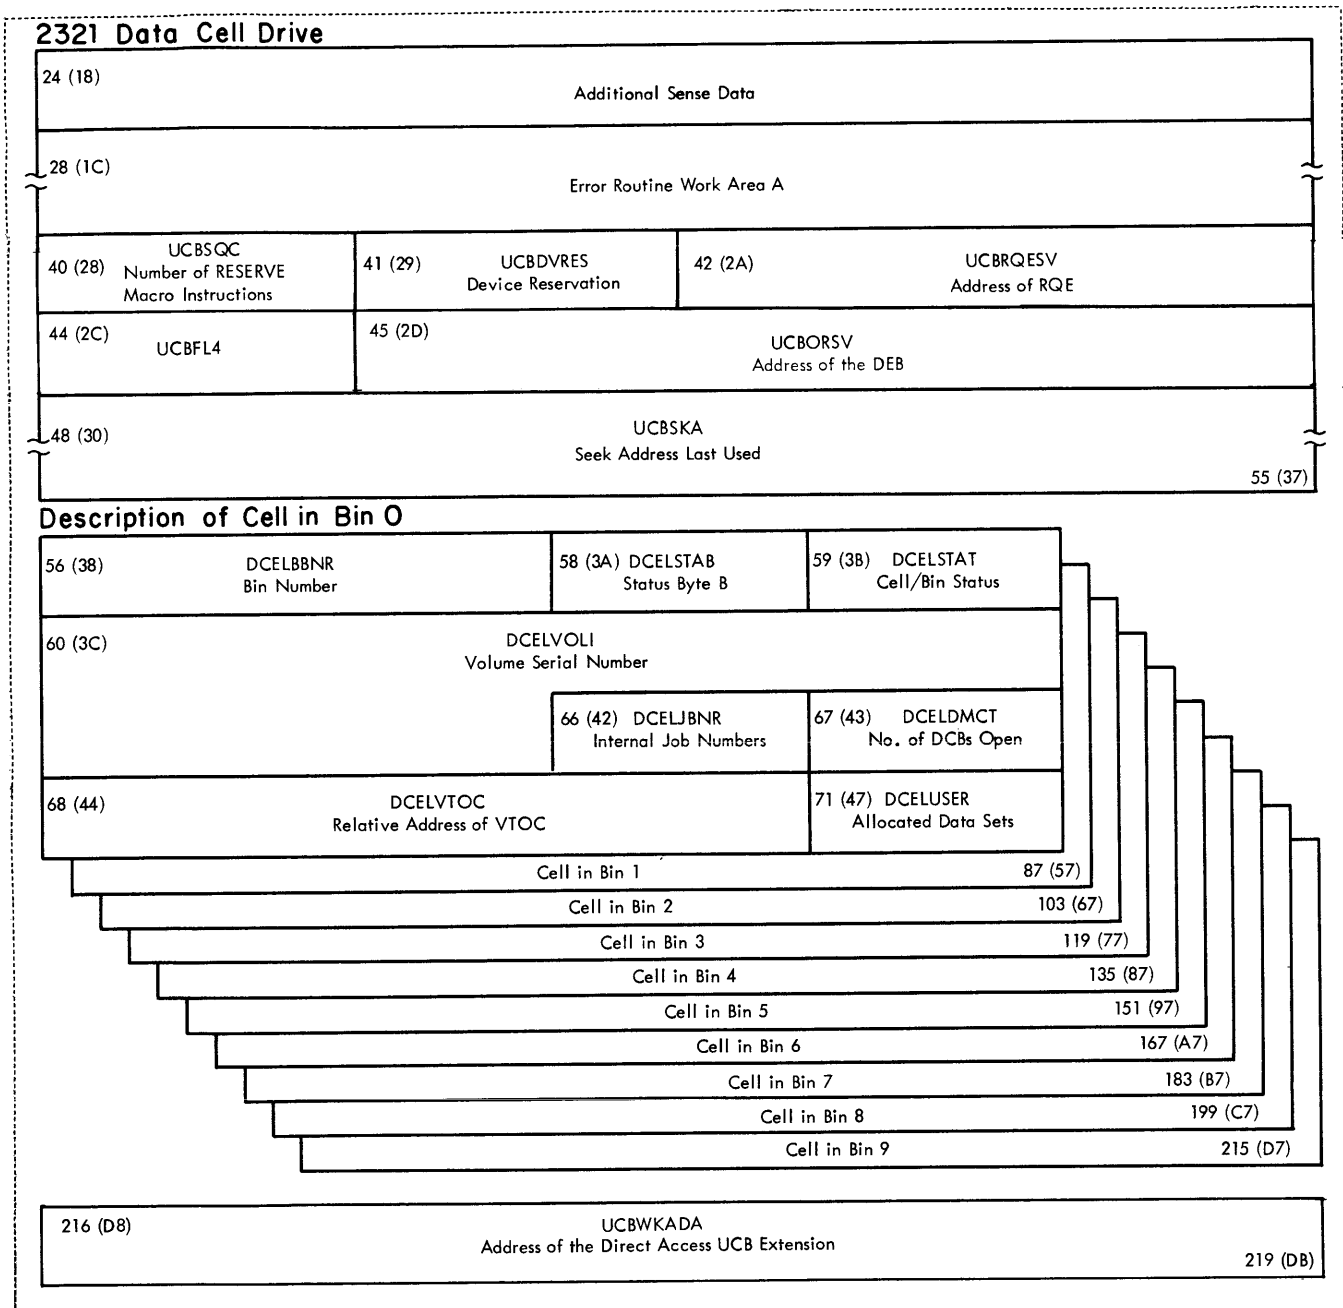 2321 Data Cell Drive
24 (18)
Additional Sense Data
28 (1C)
Error Routine Work Area A
40 (28)
UCBSQC
Number of RESERVE
Macro Instructions
41 (29)
UCBDVRES
Device Reservation
42 (2A)
UCBRQESV
Address of RQE
44 (2C)
UCBFL4
45 (2D)
UCBORSV
Address of the DEB
48 (30)
UCBSKA
Seek Address Last Used
55 (37)
Description of Cell in Bin 0
56 (38)
DCELBBNR
Bin Number
58 (3A) DCELSTAB
Status Byte B
59 (3B) DCELSTAT
Cell/Bin Status
60 (3C)
DCELVOLI
Volume Serial Number
66 (42) DCELJBNR
Internal Job Numbers
67 (43) DCELDMCT
No. of DCBs Open
68 (44)
DCELVTOC
Relative Address of VTOC
71 (47) DCELUSER
Allocated Data Sets
Cell in Bin 1 87 (57)
Cell in Bin 2 103 (67)
Cell in Bin 3 119 (77)
Cell in Bin 4 135 (87)
Cell in Bin 5 151 (97)
Cell in Bin 6 167 (A7)
Cell in Bin 7 183 (B7)
Cell in Bin 8 199 (C7)
Cell in Bin 9 215 (D7)
216 (D8)
UCBWKADA
Address of the Direct Access UCB Extension
219 (DB)